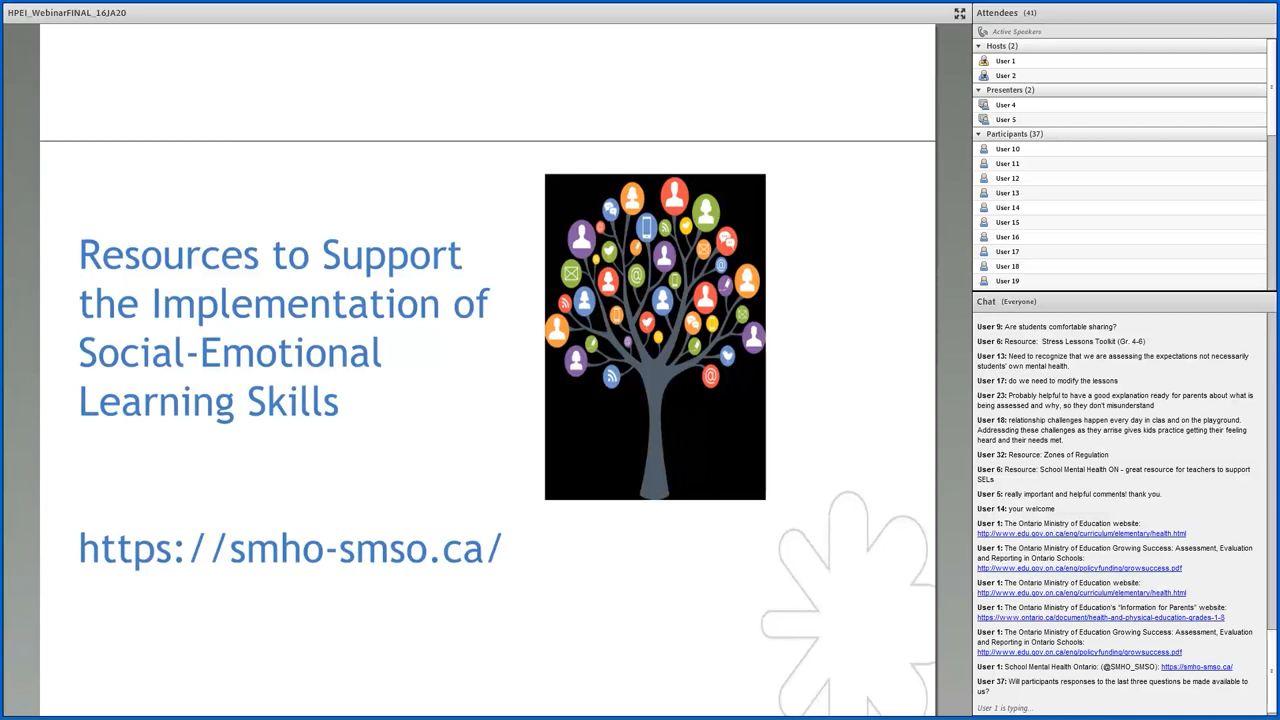 HPEI_WebinarFINAL_16JA20
Resources to Support
the Implementation of
Social-Emotional
Learning Skills
https://smho-smso.ca/
Attendees (41)
Active Speakers
Hosts (2)
User 1
User 2
Presenters (2)
User 4
User 5
Participants (37)
User 10
User 11
User 12
User 13
User 14
User 15
User 16
User 17
User 18
User 19
Chat (Everyone)
User 9: Are students comfortable sharing?
User 6: Resource: Stress Lessons Toolkit (Gr. 4-6)
User 13: Need to recognize that we are assessing the expectations not necessarily
students' own mental health.
User 17: do we need to modify the lessons
User 23: Probably helpful to have a good explanation ready for parents about what is
being assessed and why, so they don't misunderstand
User 18: relationship challenges happen every day in clas and on the playground.
Addressding these challenges as they arrise gives kids practice getting their feeling
heard and their needs met.
User 32: Resource: Zones of Regulation
User 6: Resource: School Mental Health ON - great resource for teachers to support
SELs
User 5: really important and helpful comments! thank you.
User 14: your welcome
User 1: The Ontario Ministry of Education website:
http://www.edu.gov.on.ca/eng/curriculum/elementary/health.html
User 1: The Ontario Ministry of Education Growing Success: Assessment, Evaluation
and Reporting in Ontario Schools:
http://www.edu.gov.on.ca/eng/policyfunding/growsuccess.pdf
User 1: The Ontario Ministry of Education website:
http://www.edu.gov.on.ca/eng/curriculum/elementary/health.html
User 1: The Ontario Ministry of Education's "Information for Parents" website:
https://www.ontario.ca/document/health-and-physical-education-grades-1-8
User 1: The Ontario Ministry of Education Growing Success: Assessment, Evaluation
and Reporting in Ontario Schools:
http://www.edu.gov.on.ca/eng/policyfunding/growsuccess.pdf
User 1: School Mental Health Ontario: (@SMHO_SMSO): https://smho-smso.ca/
User 37: Will participants responses to the last three questions be made available to
us?
User 1 is typing...